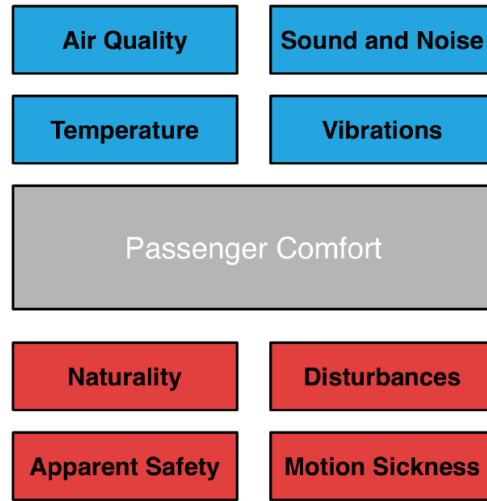 Air Quality
Sound and Noise
Temperature
Vibrations
Passenger Comfort
Naturality
Disturbances
Apparent Safety
Motion Sickness